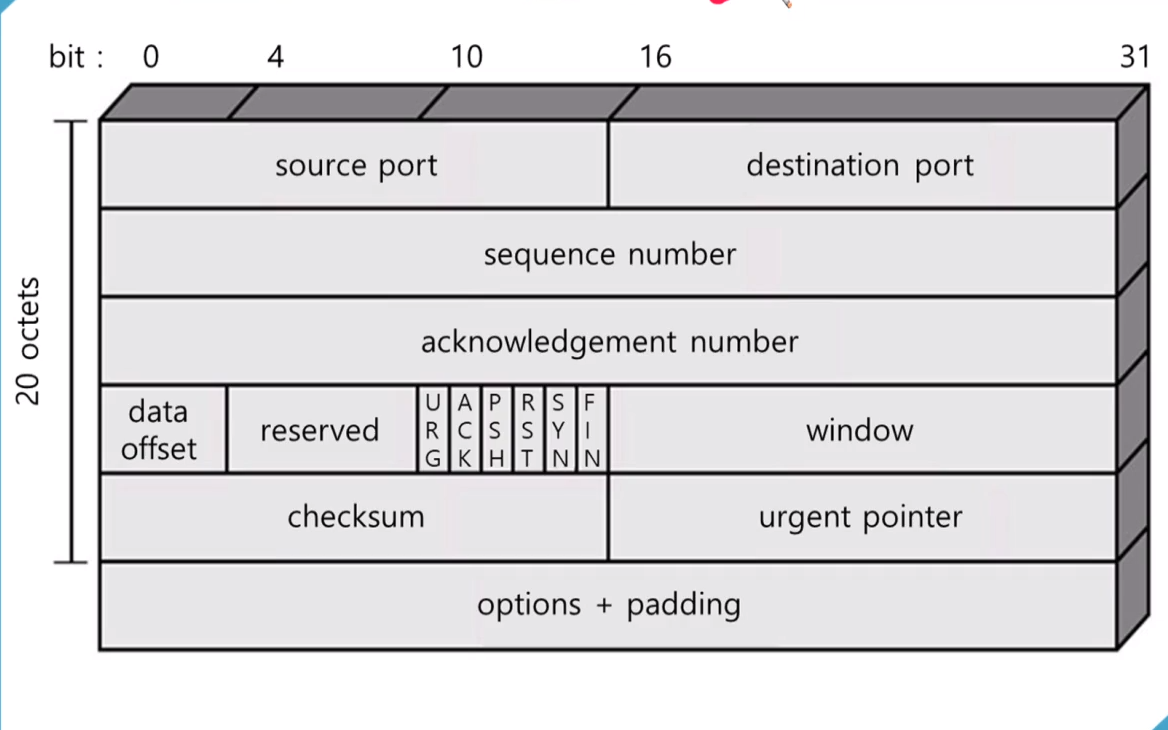 bit : 0 4 10 16 31
source port destination port
sequence number
acknowledgement number
data offset reserved URG ACK PSH RST SYN FIN window
checksum urgent pointer
options + padding
20 octets